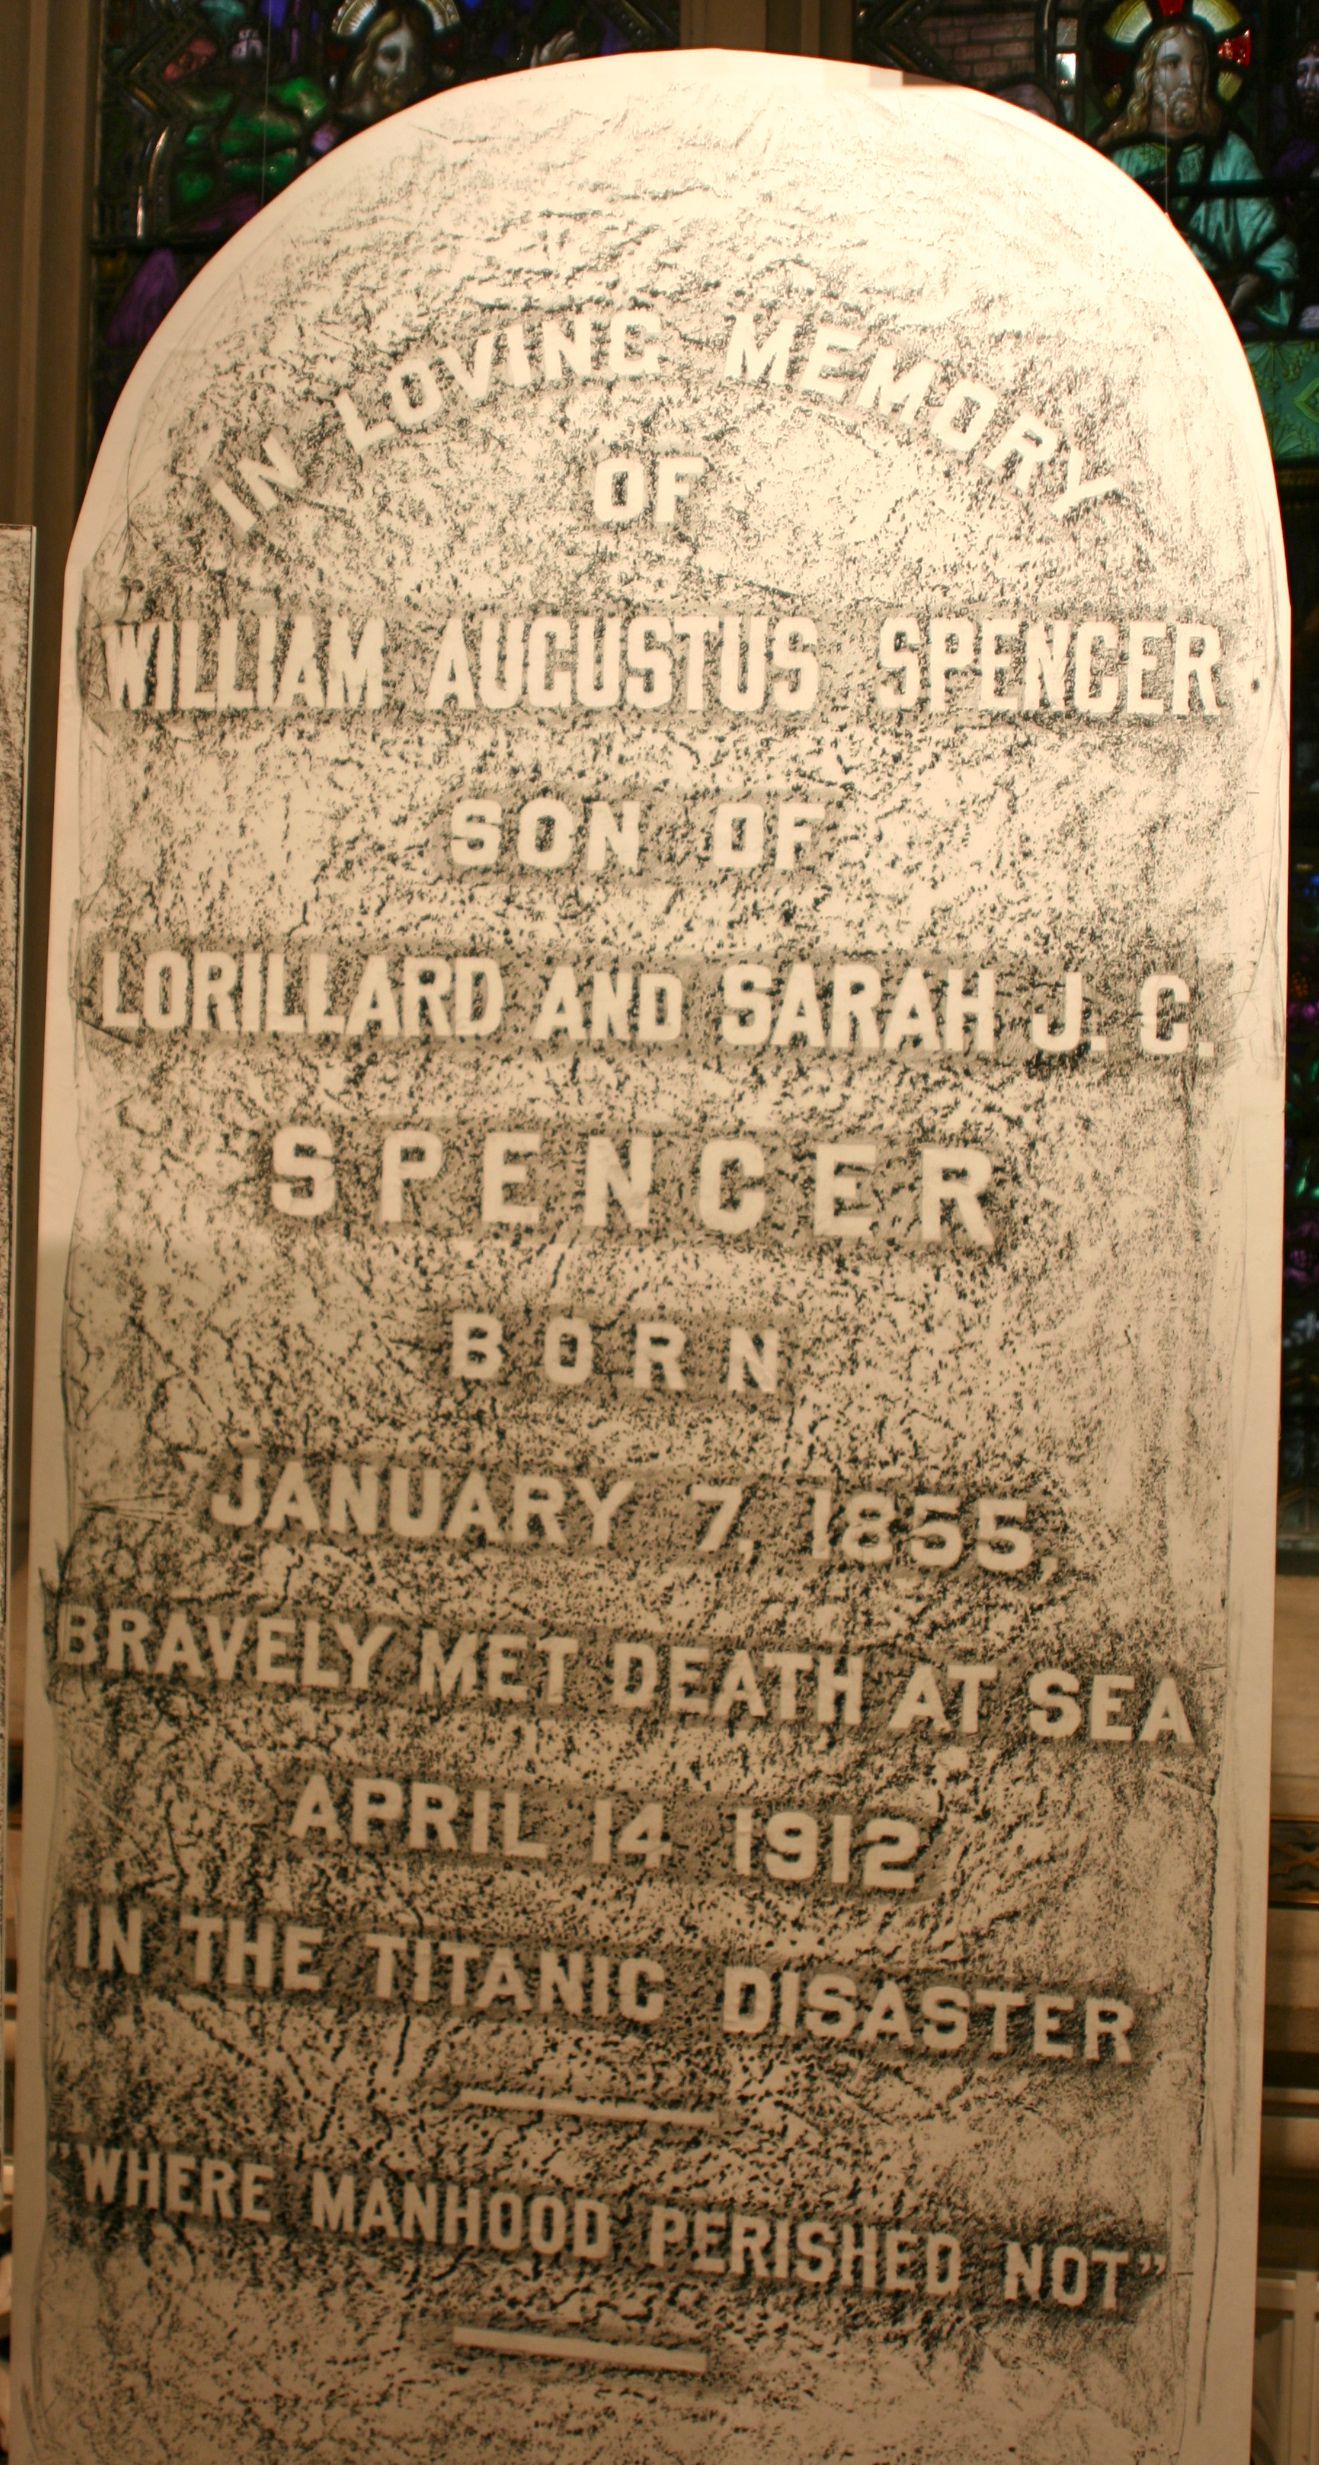 IN LOVING MEMORY
OF
WILLIAM AUGUSTUS SPENCER.
SON OF
LORILLARD AND SARAH J. C.
SPENCER
BORN
JANUARY 7, 1855,
BRAVELY MET DEATH AT SEA
APRIL 14 1912
IN THE TITANIC DISASTER
"WHERE MANHOOD PERISHED NOT"